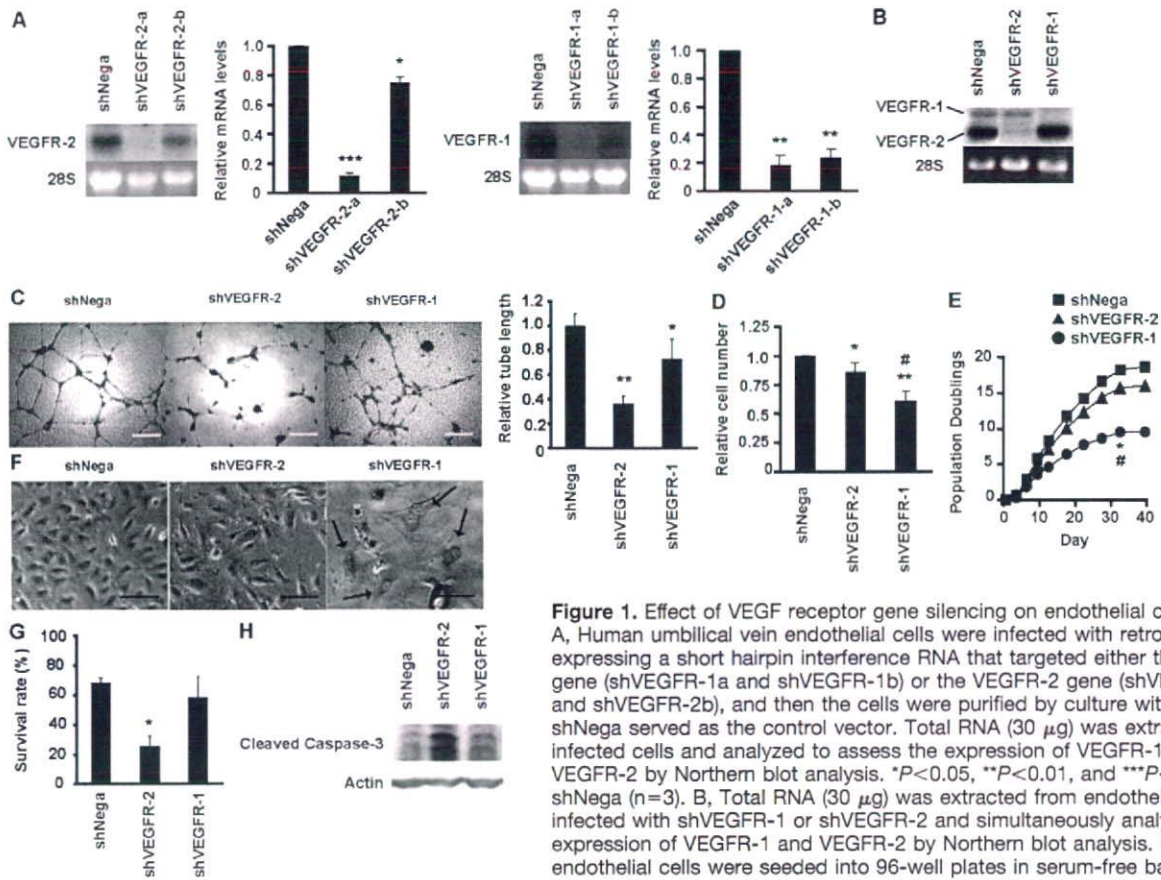 A
shNega
shVEGFR-2-a
shVEGFR-2-b
VEGFR-2
28S
Relative mRNA levels
1.0
0.8
0.6
0.4
0.2
0
***
*
shNega
shVEGFR-2-a
shVEGFR-2-b
shNega
shVEGFR-1-a
shVEGFR-1-b
VEGFR-1
28S
Relative mRNA levels
1.0
0.8
0.6
0.4
0.2
0
**
**
shNega
shVEGFR-1-a
shVEGFR-1-b
B
shNega
shVEGFR-2
shVEGFR-1
VEGFR-1
VEGFR-2
28S
C
shNega
shVEGFR-2
shVEGFR-1
Relative tube length
1.2
1.0
0.8
0.6
0.4
0.2
0
**
*
shNega
shVEGFR-2
shVEGFR-1
D
Relative cell number
1.25
1.0
0.75
0.5
0.25
0
*
#
**
shNega
shVEGFR-2
shVEGFR-1
E
shNega
shVEGFR-2
shVEGFR-1
Population Doublings
20
15
10
5
0
*
#
0 10 20 30 40
Day
F
shNega
shVEGFR-2
shVEGFR-1
G
Survival rate (%)
100
80
60
40
20
0
*
shNega
shVEGFR-2
shVEGFR-1
H
shNega
shVEGFR-2
shVEGFR-1
Cleaved Caspase-3
Actin
Figure 1. Effect of VEGF receptor gene silencing on endothelial c
A, Human umbilical vein endothelial cells were infected with retro
expressing a short hairpin interference RNA that targeted either th
gene (shVEGFR-1a and shVEGFR-1b) or the VEGFR-2 gene (shV
and shVEGFR-2b), and then the cells were purified by culture wit
shNega served as the control vector. Total RNA (30 μg) was extr
infected cells and analyzed to assess the expression of VEGFR-1
VEGFR-2 by Northern blot analysis. *P<0.05, **P<0.01, and ***P
shNega (n=3). B, Total RNA (30 μg) was extracted from endothe
infected with shVEGFR-1 or shVEGFR-2 and simultaneously anal
expression of VEGFR-1 and VEGFR-2 by Northern blot analysis.
endothelial cells were seeded into 96-well plates in serum-free ba